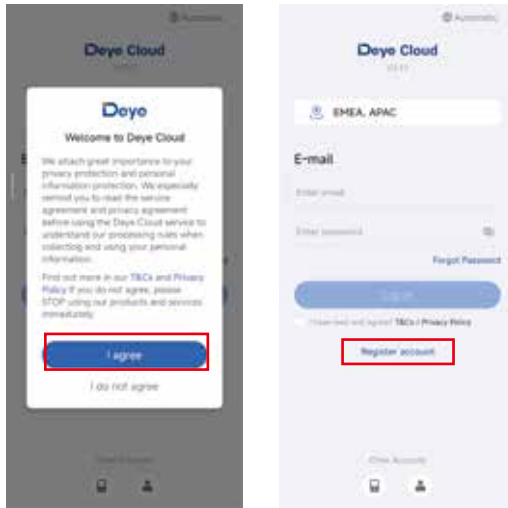 Automatic
Deye Cloud
Deye
Welcome to Deye Cloud
We attach great importance to your
privacy protection and personal
information protection. We especially
remind you to read the service
agreement and privacy agreement
before using the Deye Cloud service to
understand our processing rules when
collecting and using your personal
information.
Find out more in our T&Cs and Privacy
Policy If you do not agree, please
STOP using our products and services
immediately.
I agree
I do not agree
Automatic
Deye Cloud
EMEA, APAC
E-mail
Enter email
Enter password
Forgot Password
Log in
I have read and agreed T&Cs / Privacy Policy
Register account
Other Account